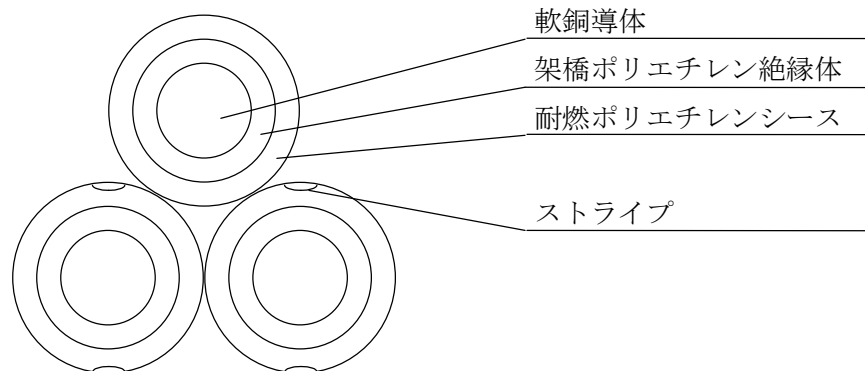 軟銅導体
架橋ポリエチレン絶縁体
耐燃ポリエチレンシース
ストライプ